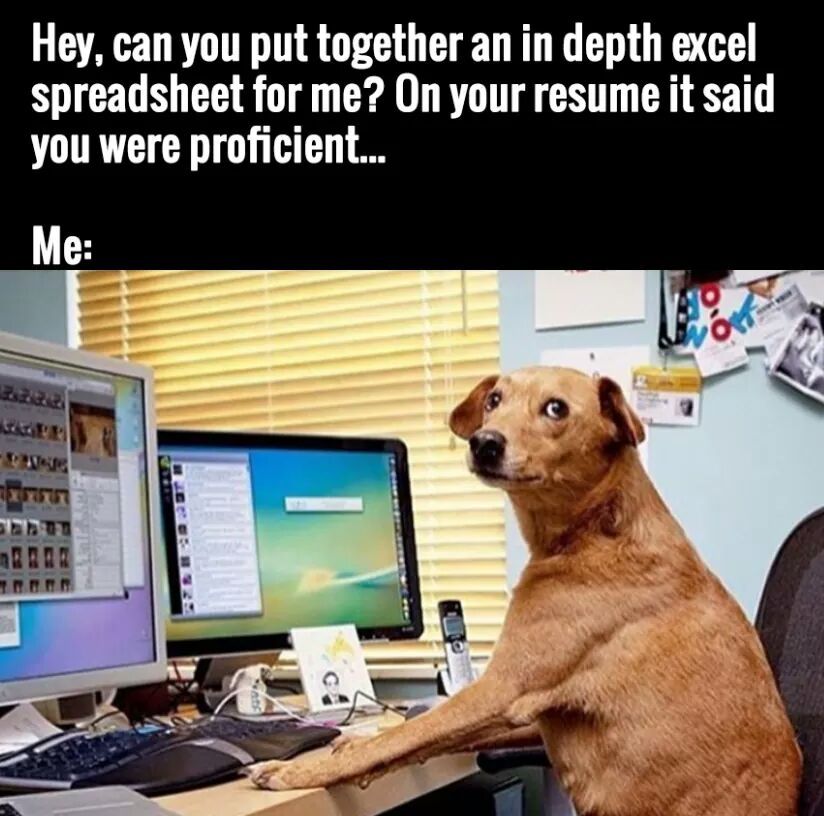 Hey, can you put together an in depth excel
spreadsheet for me? On your resume it said
you were proficient...
Me: